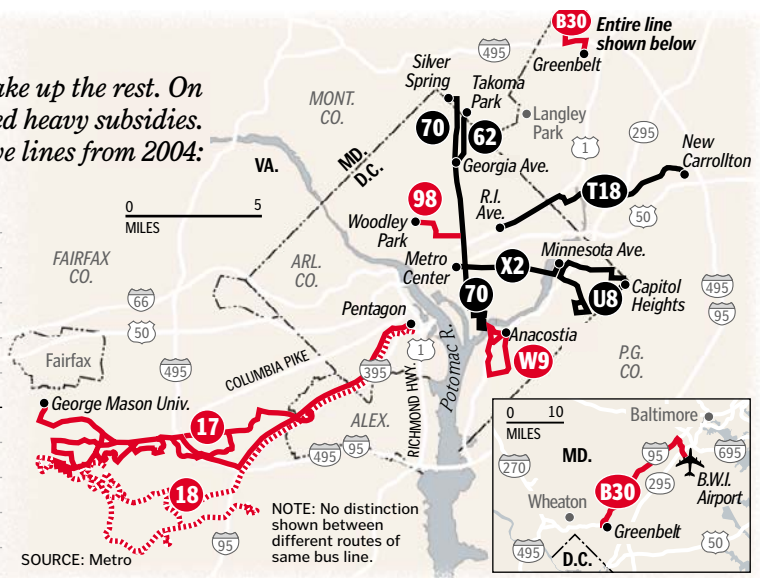 ake up the rest. On
ed heavy subsidies.
ve lines from 2004:
B30
Entire line
shown below
Greenbelt
495
Silver
Spring
Takoma
Park
MONT.
CO.
Langley
Park
70
62
1
295
New
Carrollton
MD.
D.C.
VA.
Georgia Ave.
T18
0 5
MILES
98
R.I.
Ave.
50
Woodley
Park
FAIRFAX
CO.
ARL.
CO.
Metro
Center
X2
Minnesota Ave.
66
50
70
U8
Capitol
Heights
495
95
Pentagon
1
Anacostia
Fairfax
495
COLUMBIA PIKE
395
RICHMOND HWY.
Potomac R.
W9
P.G.
CO.
George Mason Univ.
17
ALEX.
495
95
18
95
NOTE: No distinction
shown between
different routes of
same bus line.
SOURCE: Metro
0 10
MILES
Baltimore
MD.
95
695
270
B30
295
B.W.I.
Airport
Wheaton
Greenbelt
495
D.C.
50